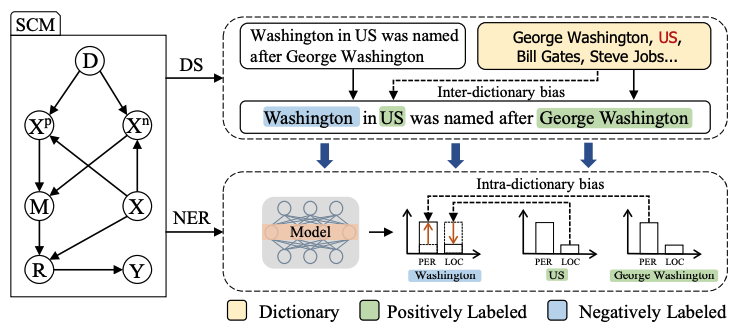 SCM
D
X^p
X^n
M
X
R
Y
DS
NER
Washington in US was named
after George Washington
George Washington, US,
Bill Gates, Steve Jobs...
Inter-dictionary bias
Washington in US was named after George Washington
Intra-dictionary bias
Model
PER LOC
Washington
PER LOC
US
PER LOC
George Washington
Dictionary
Positively Labeled
Negatively Labeled